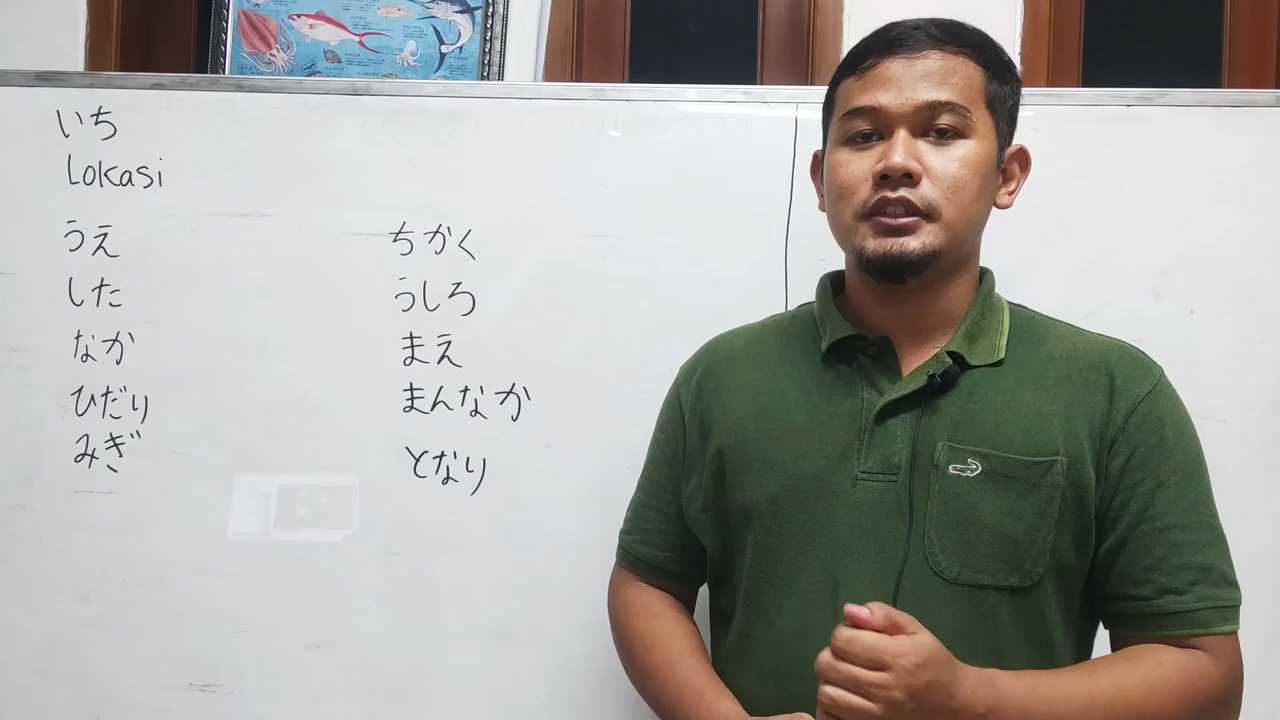 いち
Lokasi
うえ
した
なか
ひだり
みぎ
ちかく
うしろ
まえ
まんなか
となり